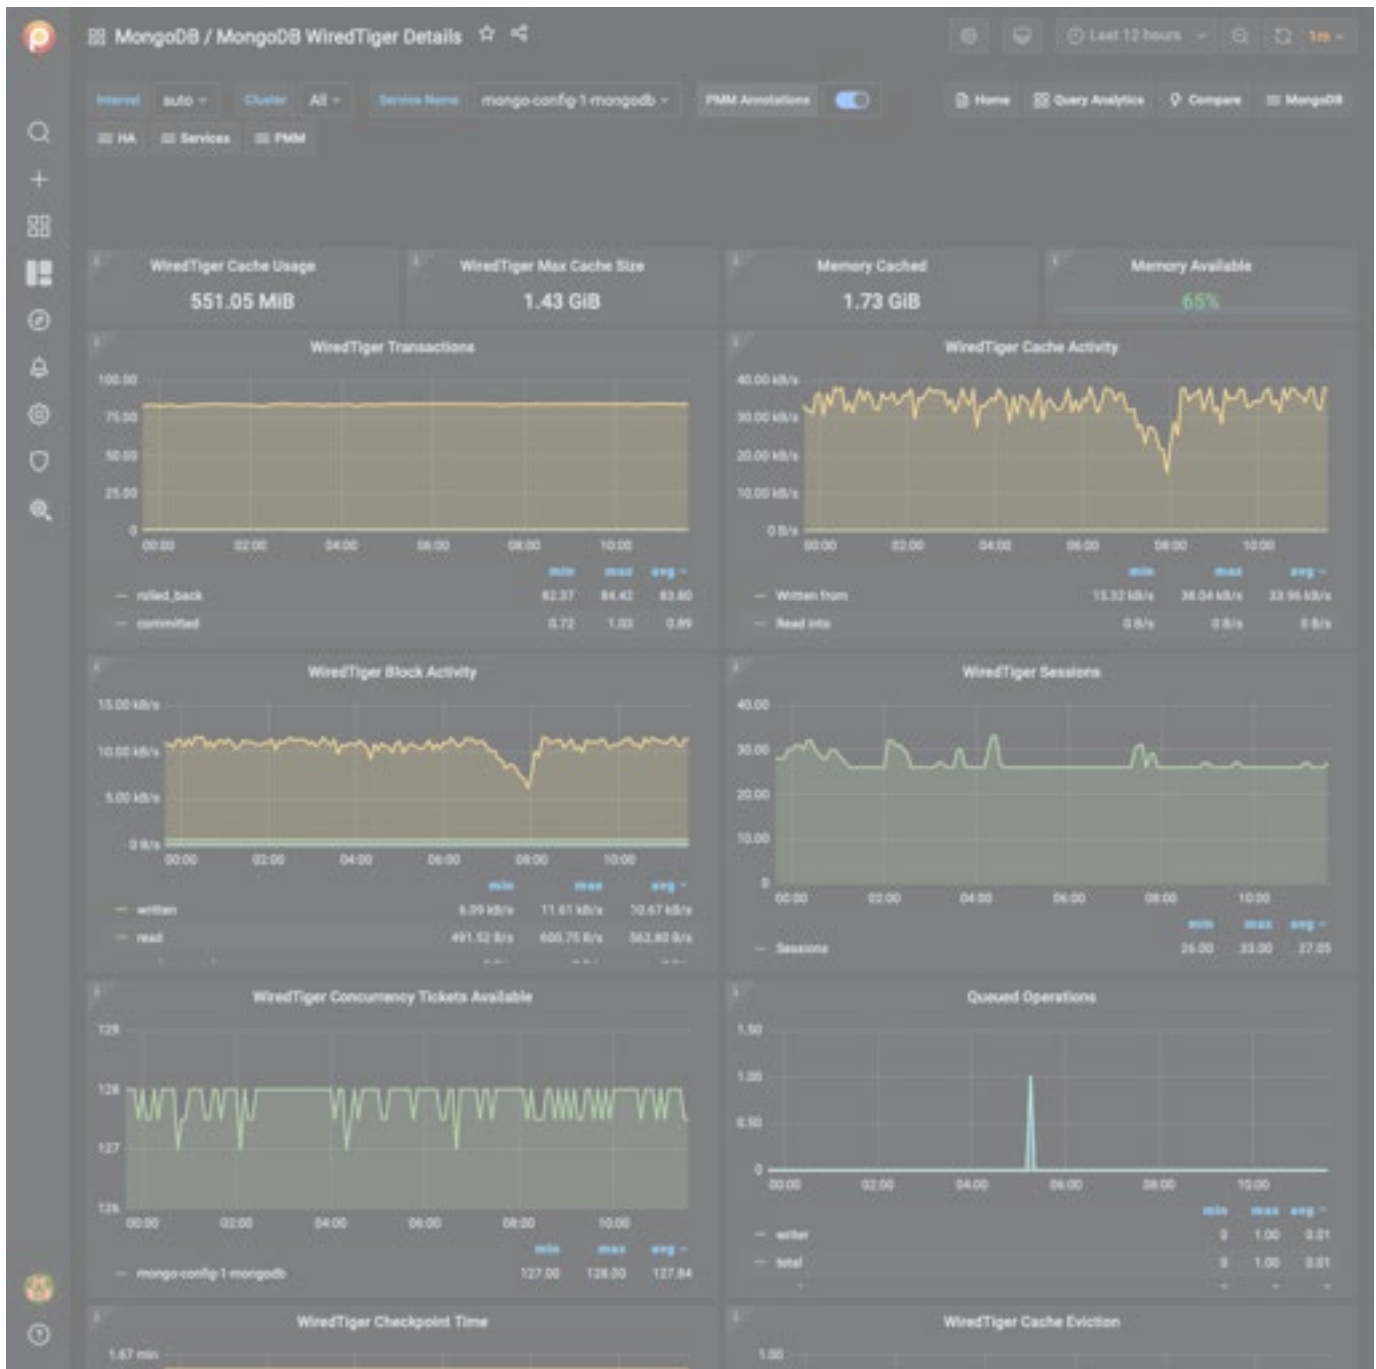 MongoDB / MongoDB WiredTiger Details
Last 12 hours 1m
Interval auto Cluster All Service Name mongo-config-1-mongodb PMM Annotations Home Query Analytics Compare MongoDB
HA Services PMM
WiredTiger Cache Usage WiredTiger Max Cache Size Memory Cached Memory Available
551.05 MiB 1.43 GiB 1.73 GiB 65%
WiredTiger Transactions
100.00
75.00
50.00
25.00
0
00:00 02:00 04:00 06:00 08:00 10:00
min max avg
rolled_back 82.37 84.42 83.80
committed 0.72 1.03 0.89
WiredTiger Cache Activity
40.00 kB/s
30.00 kB/s
20.00 kB/s
10.00 kB/s
0 B/s
00:00 02:00 04:00 06:00 08:00 10:00
min max avg
Written from 15.32 kB/s 38.04 kB/s 33.96 kB/s
Read into 0 B/s 0 B/s 0 B/s
WiredTiger Block Activity
15.00 kB/s
10.00 kB/s
5.00 kB/s
0 B/s
00:00 02:00 04:00 06:00 08:00 10:00
min max avg
written 6.09 kB/s 11.61 kB/s 10.67 kB/s
read 491.52 B/s 600.75 B/s 562.80 B/s
WiredTiger Sessions
40.00
30.00
20.00
10.00
0
00:00 02:00 04:00 06:00 08:00 10:00
min max avg
Sessions 26.00 33.00 27.05
WiredTiger Concurrency Tickets Available
129
128
127
126
00:00 02:00 04:00 06:00 08:00 10:00
min max avg
mongo-config-1-mongodb 127.00 128.00 127.84
Queued Operations
1.50
1.00
0.50
0
00:00 02:00 04:00 06:00 08:00 10:00
min max avg
writer 0 1.00 0.01
total 0 1.00 0.01
WiredTiger Checkpoint Time
1.67 min
WiredTiger Cache Eviction
1.00